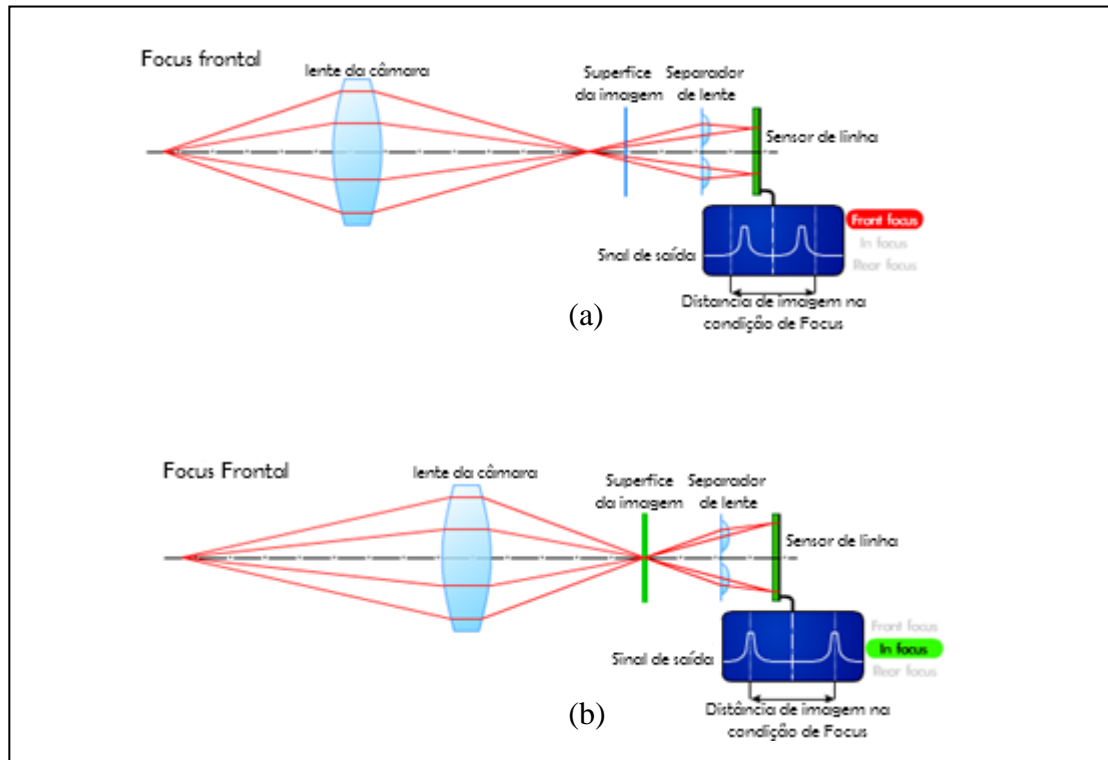 Focus frontal
lente da câmara
Superfice
da imagem
Separador
de lente
Sensor de linha
Sinal de saída
Front focus
In focus
Rear focus
Distancia de imagem na
condição de Focus
(a)
Focus Frontal
lente da câmara
Superfice
da imagem
Separador
de lente
Sensor de linha
Sinal de saída
Front focus
In focus
Rear focus
Distância de imagem na
condição de Focus
(b)